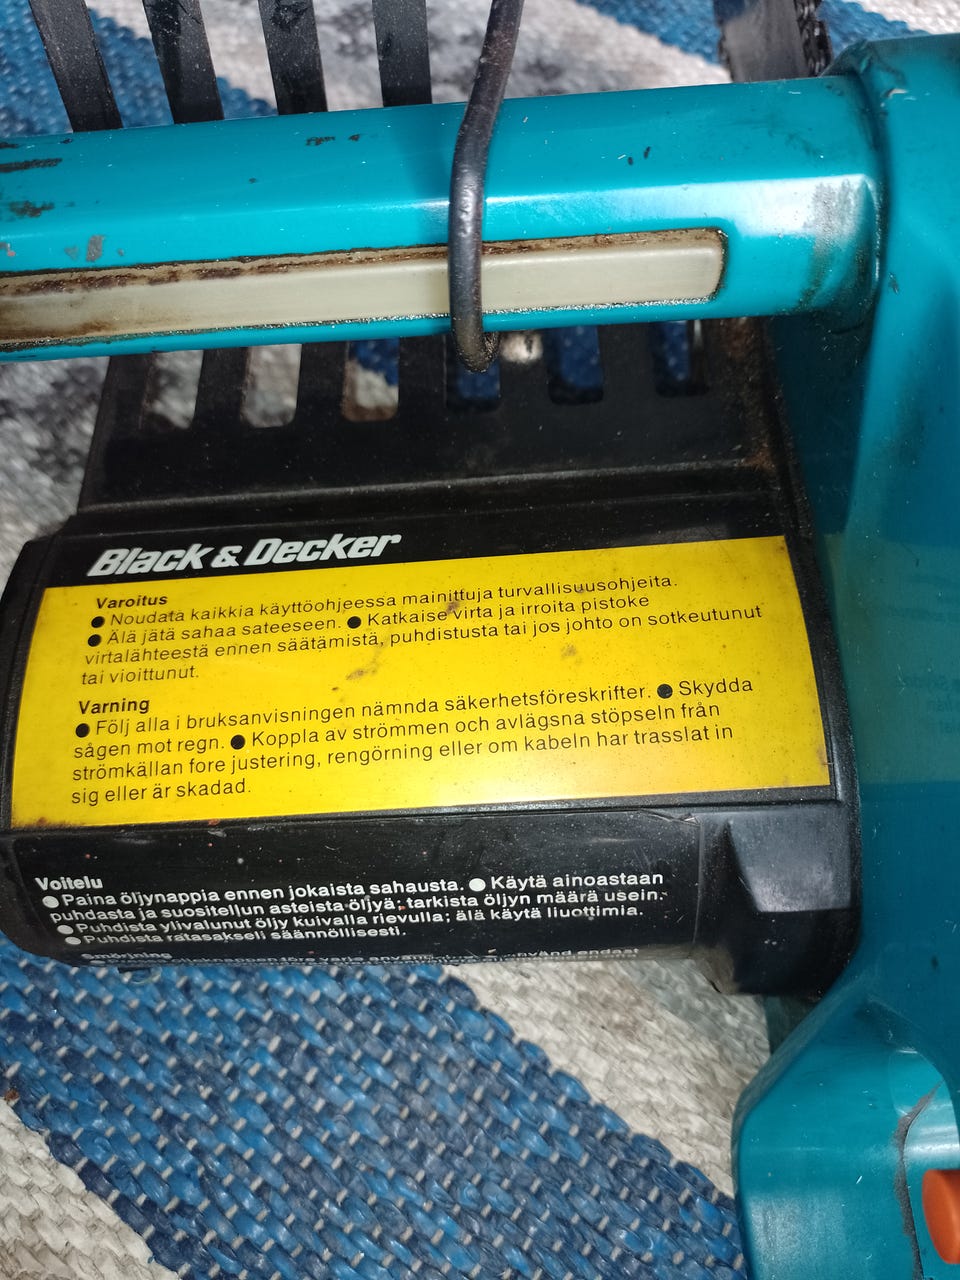 Black & Decker
Varoitus
● Noudata kaikkia käyttöohjeessa mainittuja turvallisuusohjeita.
● Älä jätä sahaa sateeseen. ● Katkaise virta ja irroita pistoke
virtalähteestä ennen säätämistä, puhdistusta tai jos johto on sotkeutunut
tai vioittunut.
Varning
● Följ alla i bruksanvisningen nämnda säkerhetsföreskrifter. ● Skydda
sågen mot regn. ● Koppla av strömmen och avlägsna stöpseln från
strömkällan fore justering, rengörning eller om kabeln har trasslat in
sig eller är skadad.
Voitelu
● Paina öljynappia ennen jokaista sahausta. ● Käytä ainoastaan
puhdasta ja suositellun asteista öljyä; tarkista öljyn määrä usein.
● Puhdista ylivalunut öljy kuivalla rievulla; älä käytä liuottimia.
● Puhdista ratasakseli säännöllisesti.
Smörjning